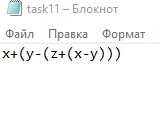 task11 – Блокнот
Файл Правка Формат
x+(y-(z+(x-y)))